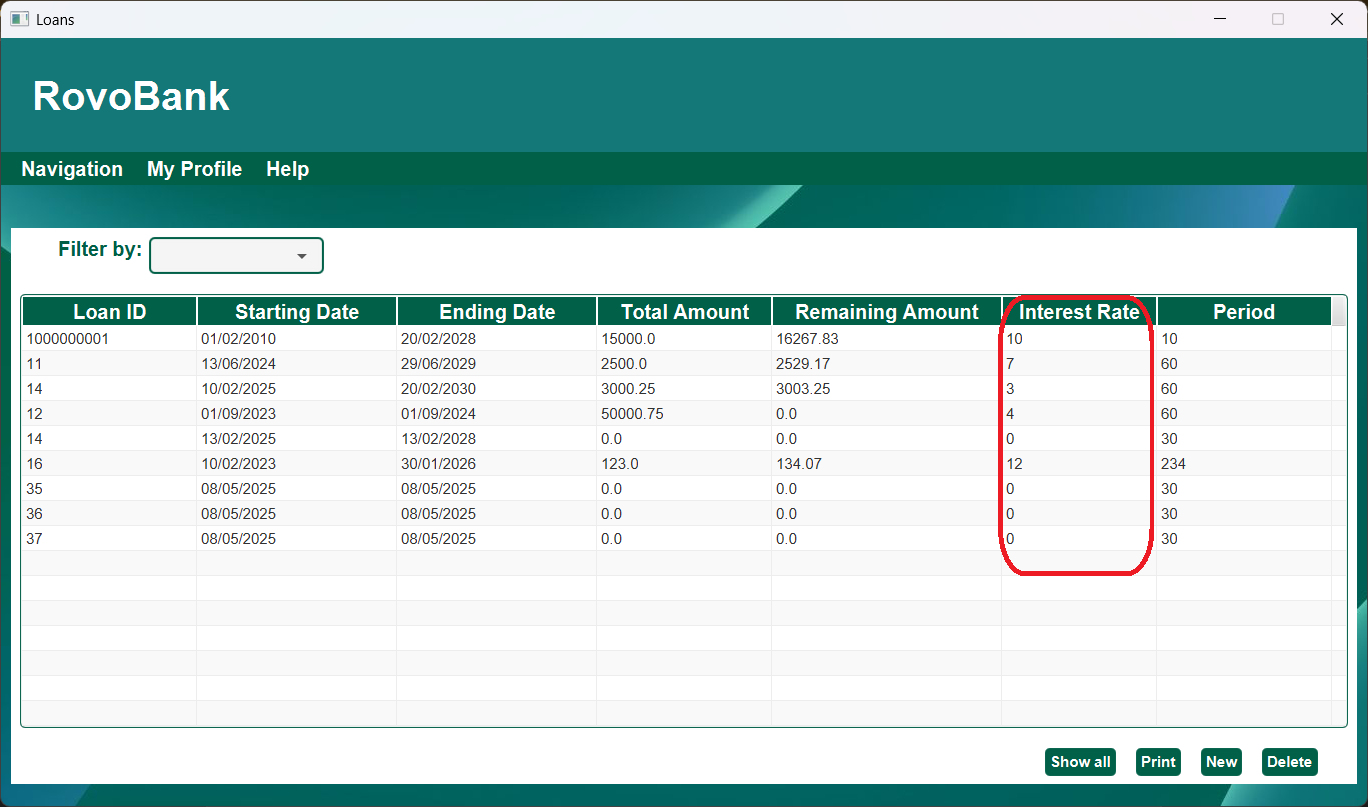 Loans
RovoBank
Navigation My Profile Help
Filter by:
Loan ID Starting Date Ending Date Total Amount Remaining Amount Interest Rate Period
1000000001 01/02/2010 20/02/2028 15000.0 16267.83 10 10
11 13/06/2024 29/06/2029 2500.0 2529.17 7 60
14 10/02/2025 20/02/2030 3000.25 3003.25 3 60
12 01/09/2023 01/09/2024 50000.75 0.0 4 60
14 13/02/2025 13/02/2028 0.0 0.0 0 30
16 10/02/2023 30/01/2026 123.0 134.07 12 234
35 08/05/2025 08/05/2025 0.0 0.0 0 30
36 08/05/2025 08/05/2025 0.0 0.0 0 30
37 08/05/2025 08/05/2025 0.0 0.0 0 30
Show all Print New Delete